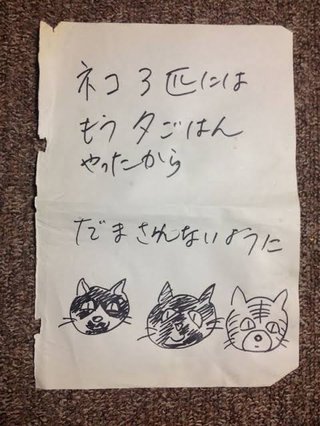 ネコ3匹には
もう夕ごはん
やったから
だまさんないように